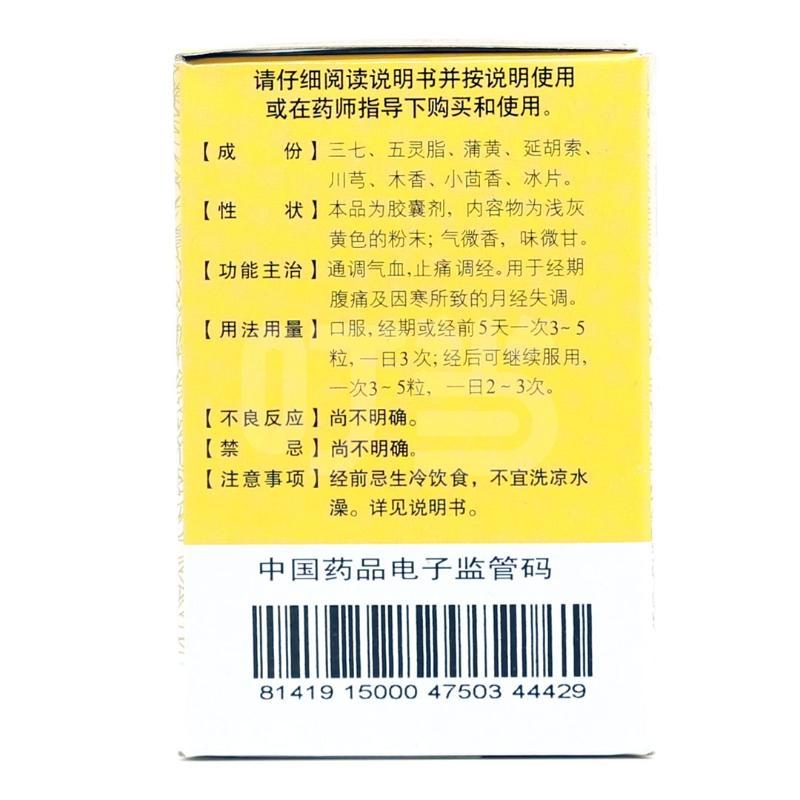 请仔细阅读说明书并按说明使用
或在药师指导下购买和使用。
【成 份】三七、五灵脂、蒲黄、延胡索、
川芎、木香、小茴香、冰片。
【性 状】本品为胶囊剂，内容物为浅灰
黄色的粉末；气微香，味微甘。
【功能主治】通调气血，止痛调经。用于经期
腹痛及因寒所致的月经失调。
【用法用量】口服，经期或经前5天一次3~5
粒，一日3次；经后可继续服用，
一次3~5粒，一日2~3次。
【不良反应】尚不明确。
【禁 忌】尚不明确。
【注意事项】经前忌生冷饮食，不宜洗凉水
澡。详见说明书。
中国药品电子监管码
81419 15000 47503 44429